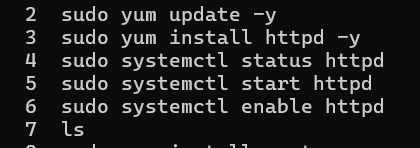 2 sudo yum update -y
3 sudo yum install httpd -y
4 sudo systemctl status httpd
5 sudo systemctl start httpd
6 sudo systemctl enable httpd
7 ls